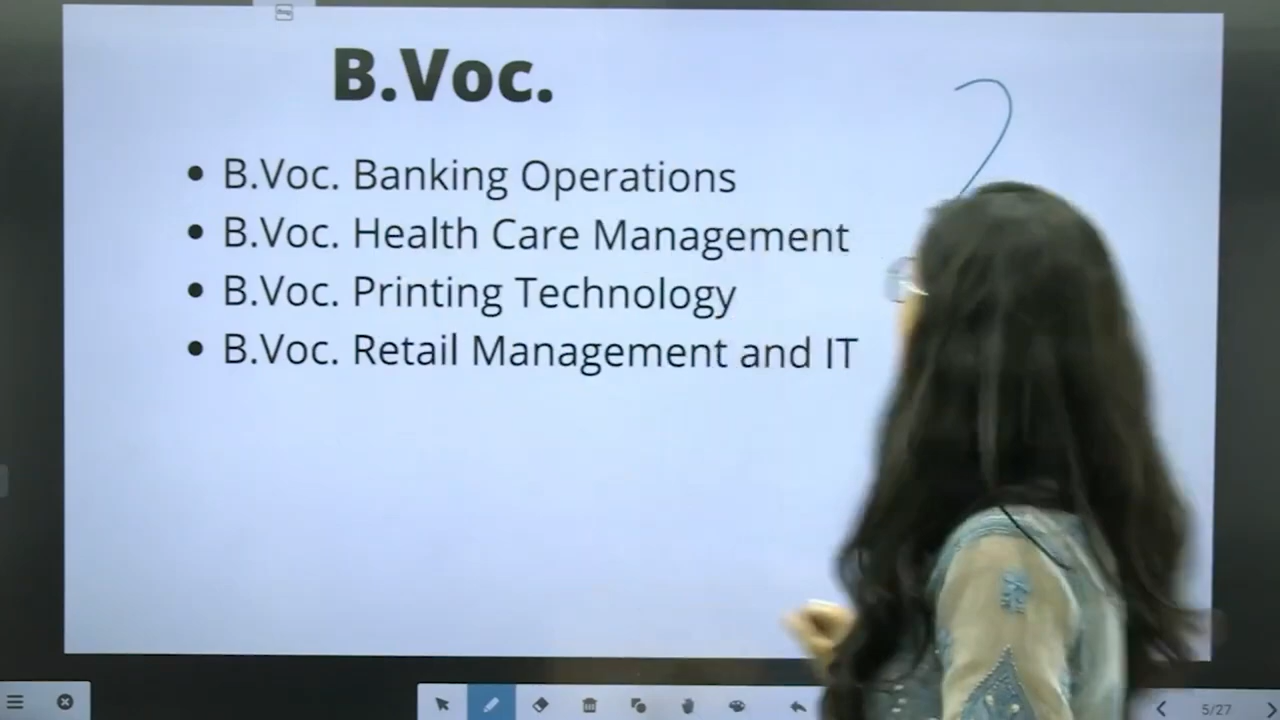 B.Voc.
• B.Voc. Banking Operations
• B.Voc. Health Care Management
• B.Voc. Printing Technology
• B.Voc. Retail Management and IT
5/27